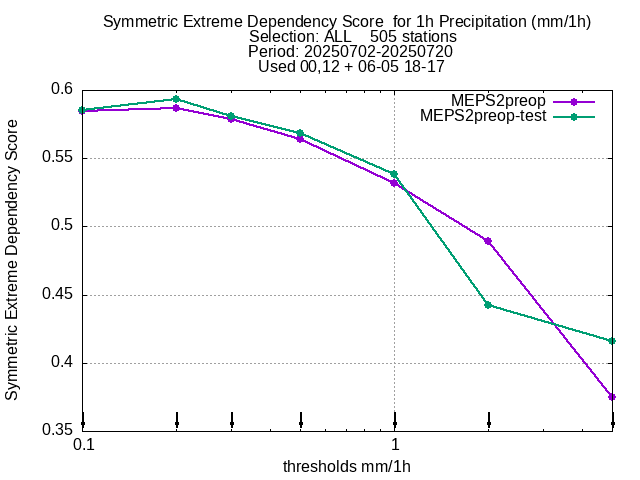 Symmetric Extreme Dependency Score  for 1h Precipitation (mm/1h)
Selection: ALL    505 stations
Period: 20250702-20250720
Used 00,12 + 06-05 18-17
MEPS2preop
MEPS2preop-test
Symmetric Extreme Dependency Score
0.6
0.55
0.5
0.45
0.4
0.35
0.1
1
thresholds mm/1h